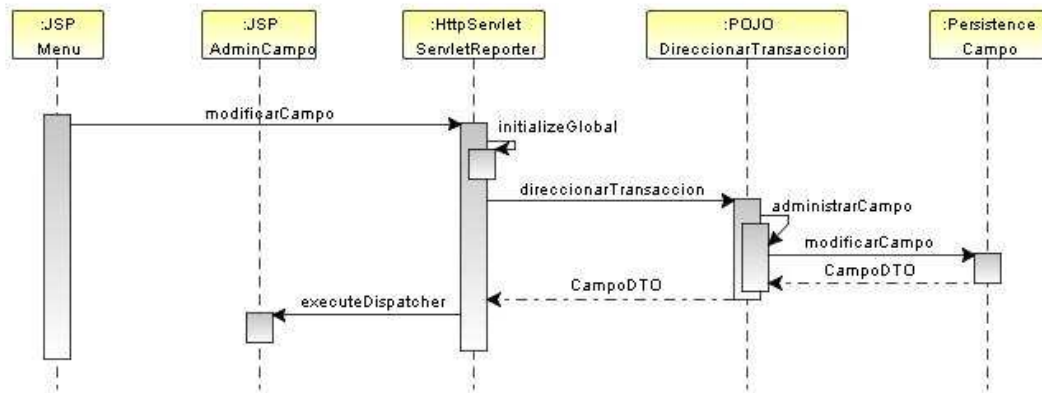 :JSP
Menu
:JSP
AdminCampo
:HttpServlet
ServletReporter
:POJO
DireccionarTransaccion
:Persistence
Campo
modificarCampo
initializeGlobal
direccionarTransaccion
administrarCampo
modificarCampo
CampoDTO
CampoDTO
executeDispatcher